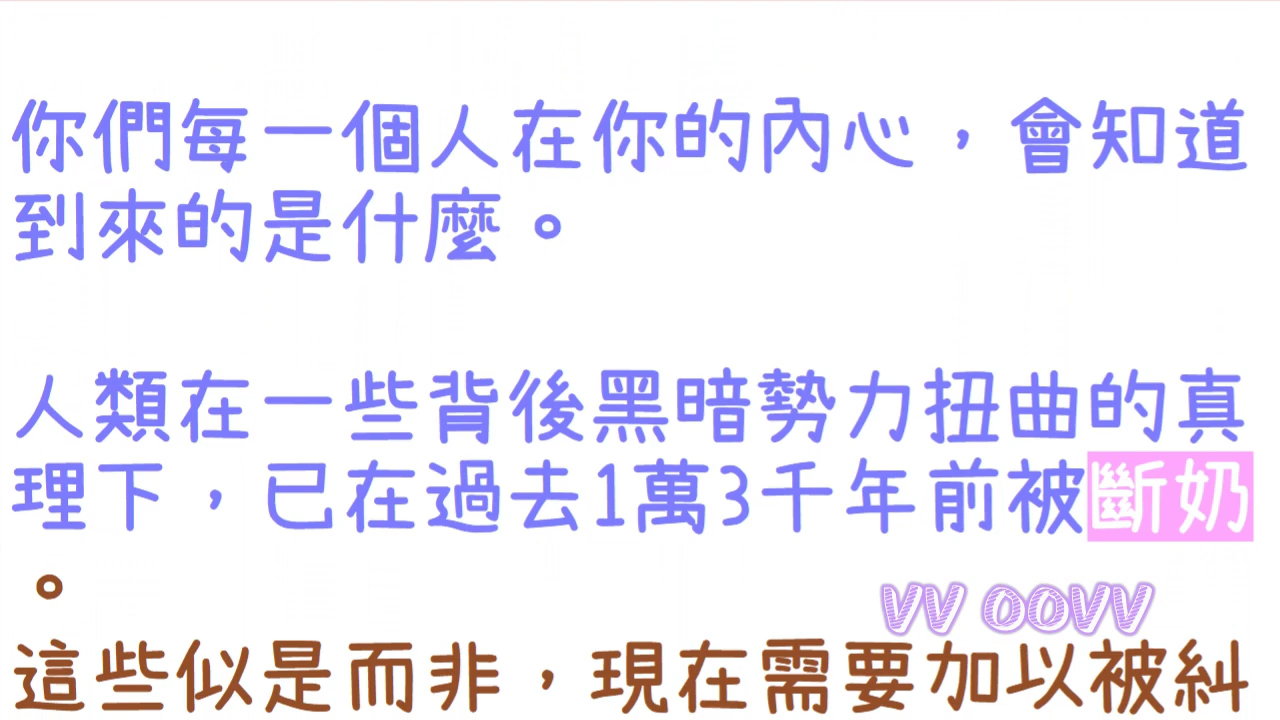 你們每一個人在你的內心，會知道
到來的是什麼。
人類在一些背後黑暗勢力扭曲的真
理下，已在過去1萬3千年前被斷奶
。
VV OOVV
這些似是而非，現在需要加以被糾